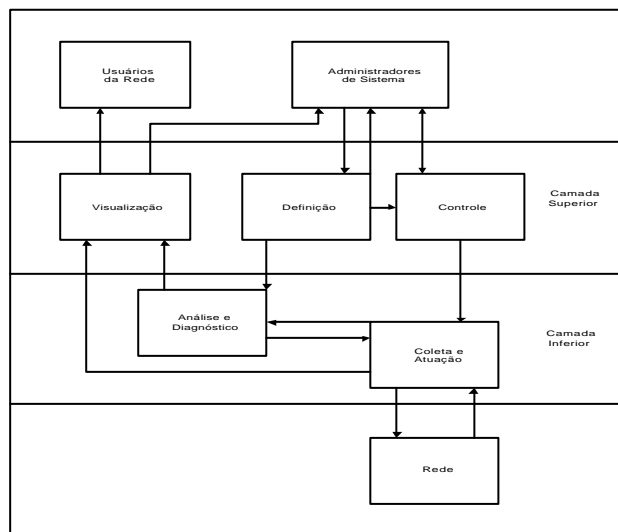 Usuários
da Rede
Administradores
de Sistema
Visualização
Definição
Controle
Camada
Superior
Análise e
Diagnóstico
Coleta e
Atuação
Camada
Inferior
Rede